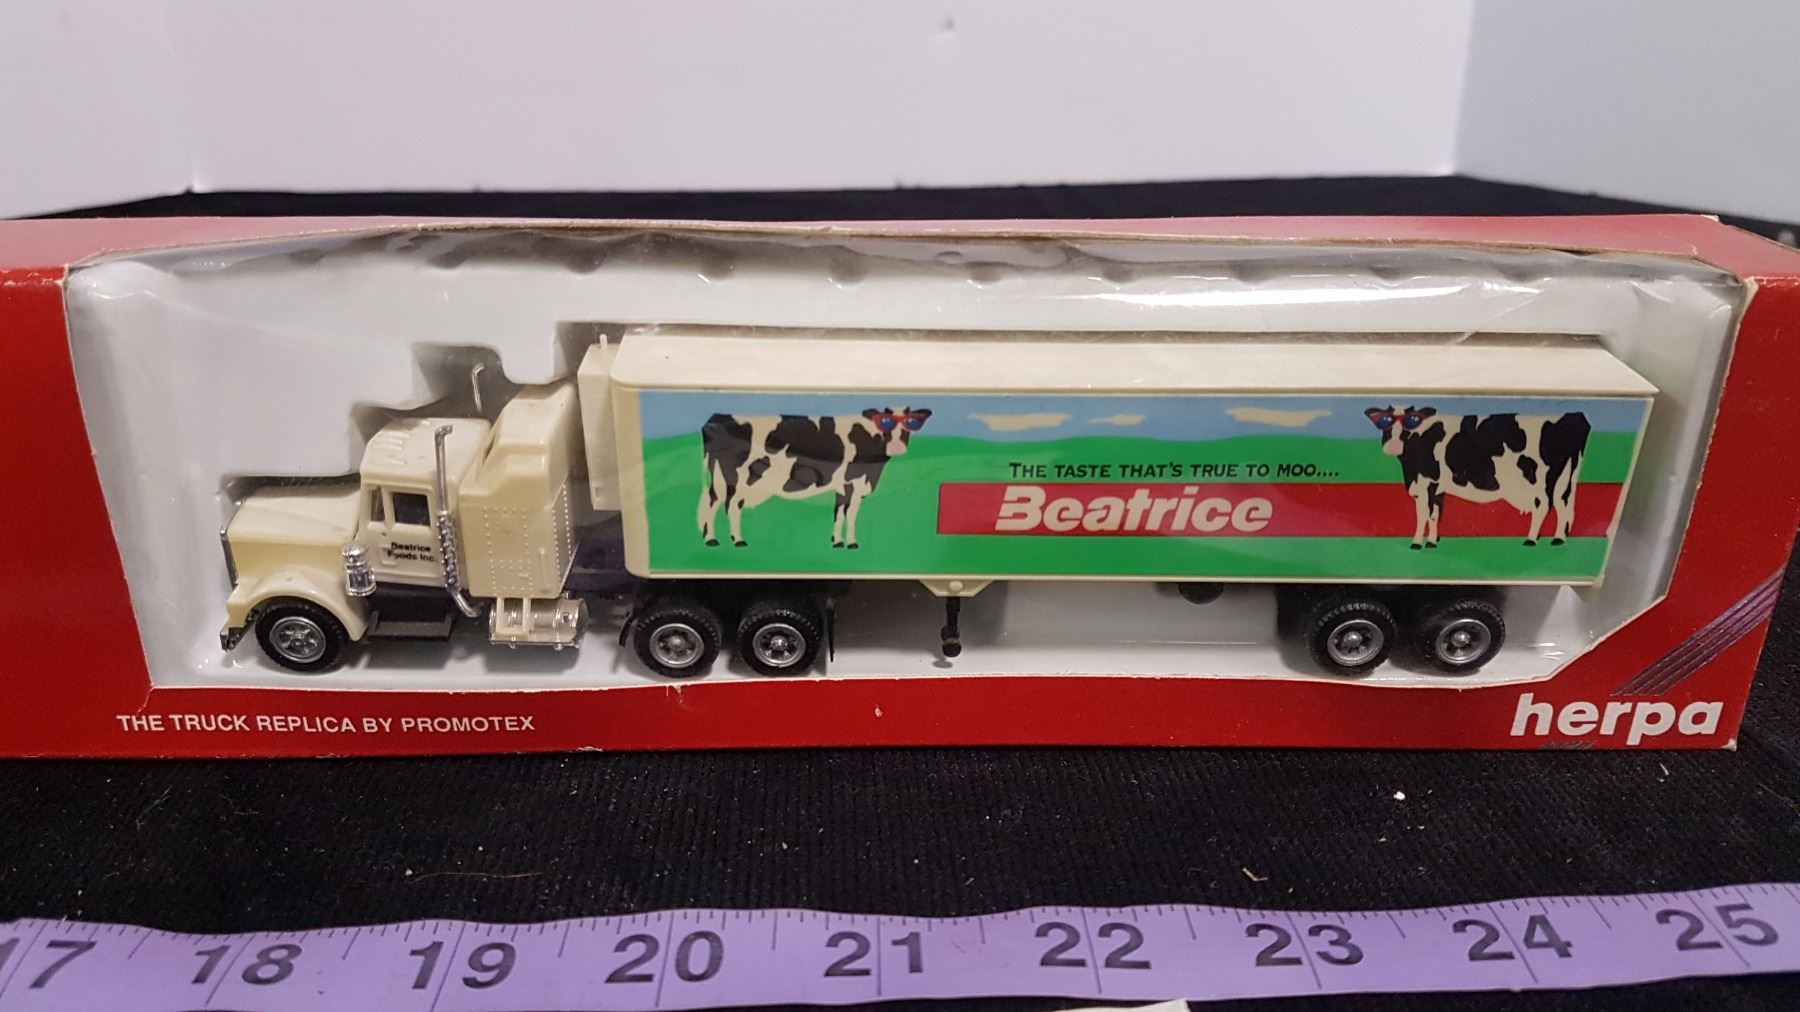 THE TASTE THAT'S TRUE TO MOO....
Beatrice
Beatrice
Foods Inc
THE TRUCK REPLICA BY PROMOTEX
herpa
17 18 19 20 21 22 23 24 25